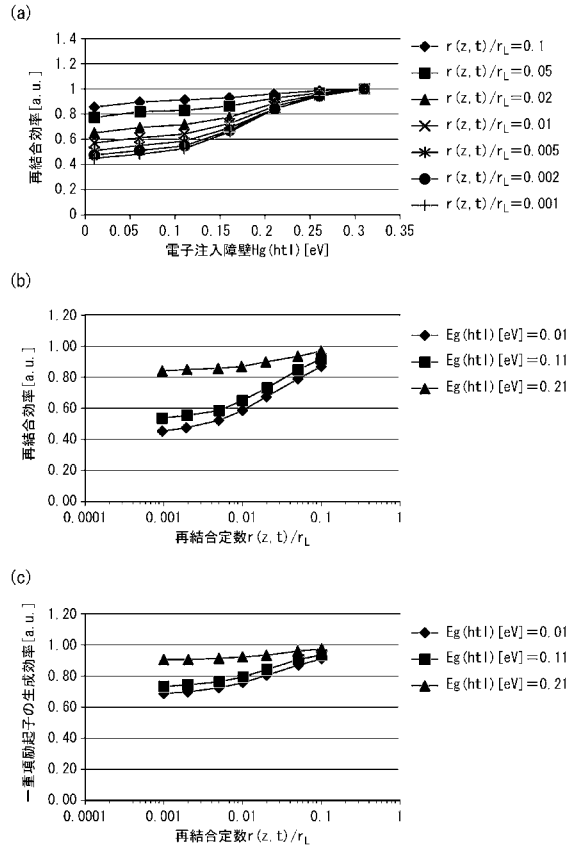 (a)
再結合効率[a.u.]
1.4
1.2
1
0.8
0.6
0.4
0.2
0
0
0.05
0.1
0.15
0.2
0.25
0.3
0.35
電子注入障壁Hg(htl)[eV]
r(z,t)/rL=0.1
r(z,t)/rL=0.05
r(z,t)/rL=0.02
r(z,t)/rL=0.01
r(z,t)/rL=0.005
r(z,t)/rL=0.002
r(z,t)/rL=0.001
(b)
再結合効率[a.u.]
1.20
1.00
0.80
0.60
0.40
0.20
0.00
0.0001
0.001
0.01
0.1
1
再結合定数r(z,t)/rL
Eg(htl)[eV]=0.01
Eg(htl)[eV]=0.11
Eg(htl)[eV]=0.21
(c)
一重項励起子の生成効率[a.u.]
1.20
1.00
0.80
0.60
0.40
0.20
0.00
0.0001
0.001
0.01
0.1
1
再結合定数r(z,t)/rL
Eg(htl)[eV]=0.01
Eg(htl)[eV]=0.11
Eg(htl)[eV]=0.21